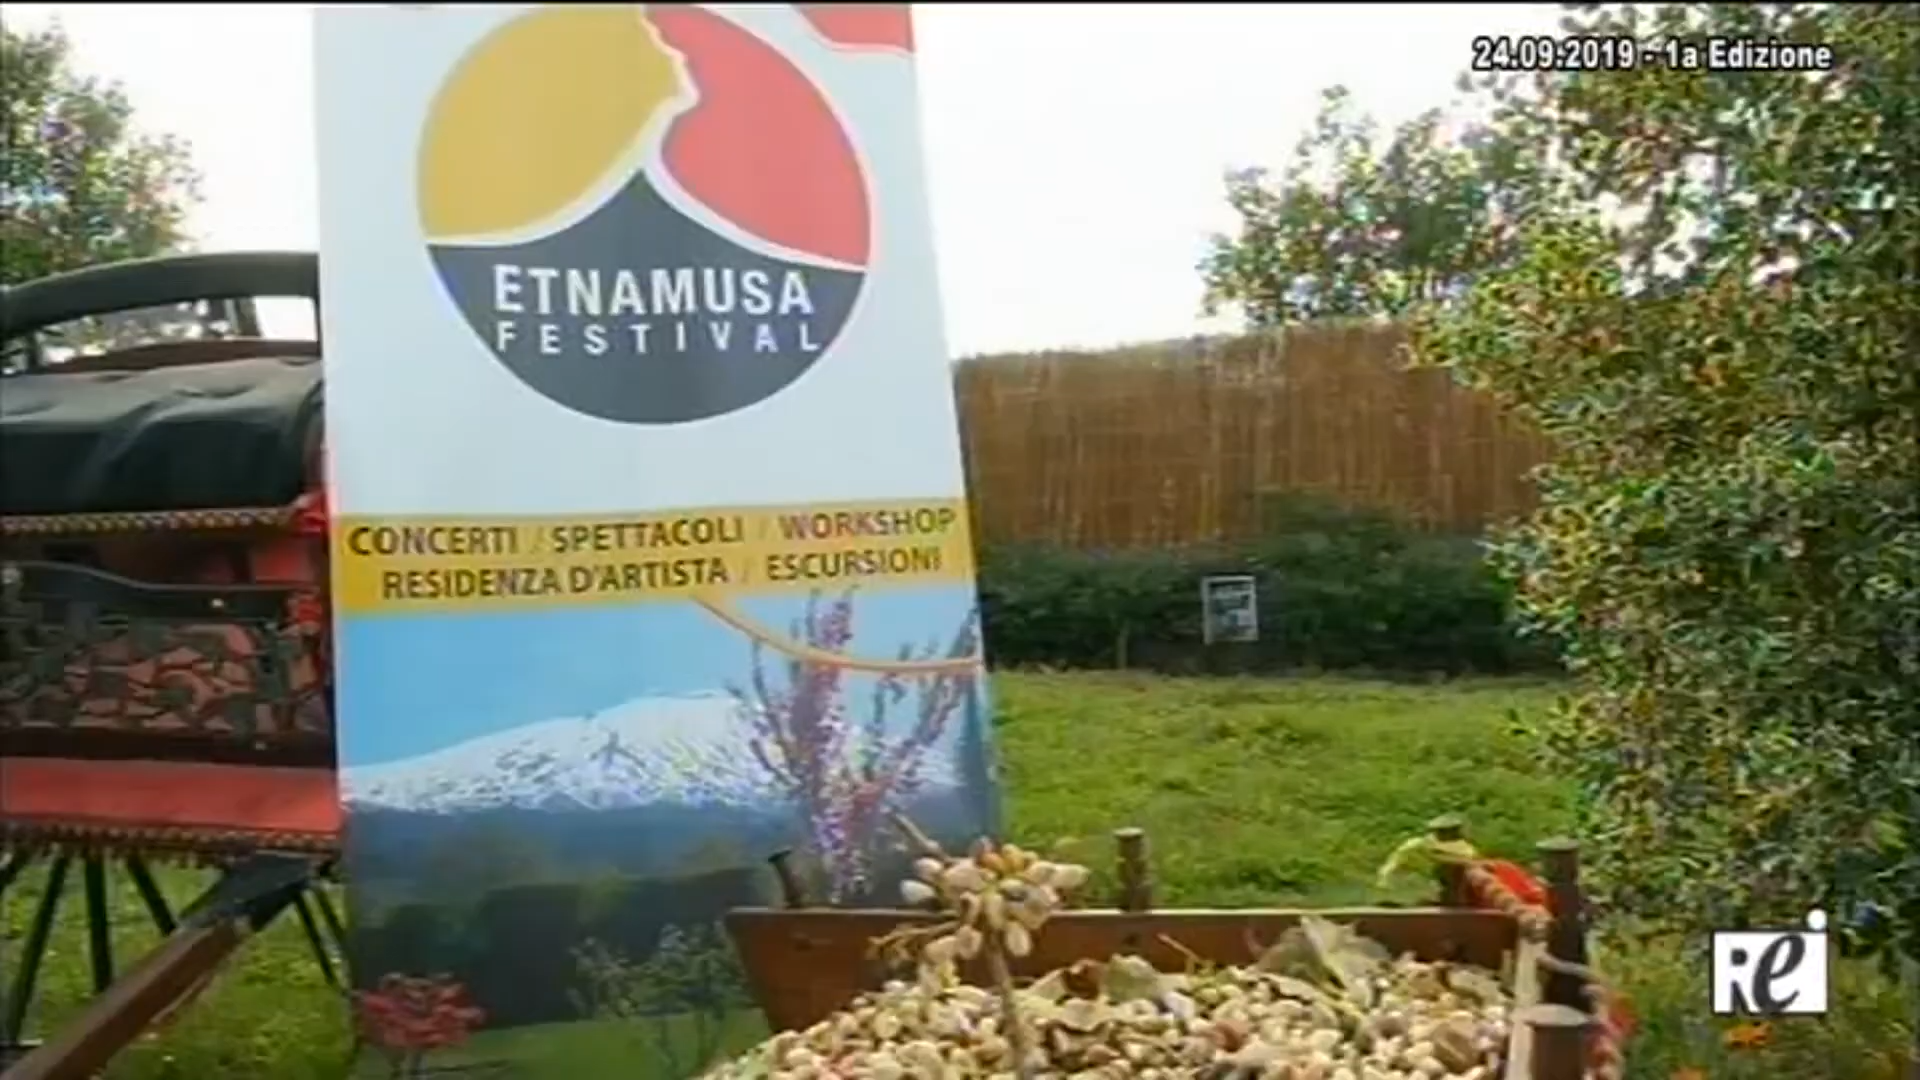 24.09.2019 - 1a Edizione
ETNAMUSA
FESTIVAL
CONCERTI / SPETTACOLI / WORKSHOP
RESIDENZA D'ARTISTA / ESCURSIONI
Rei